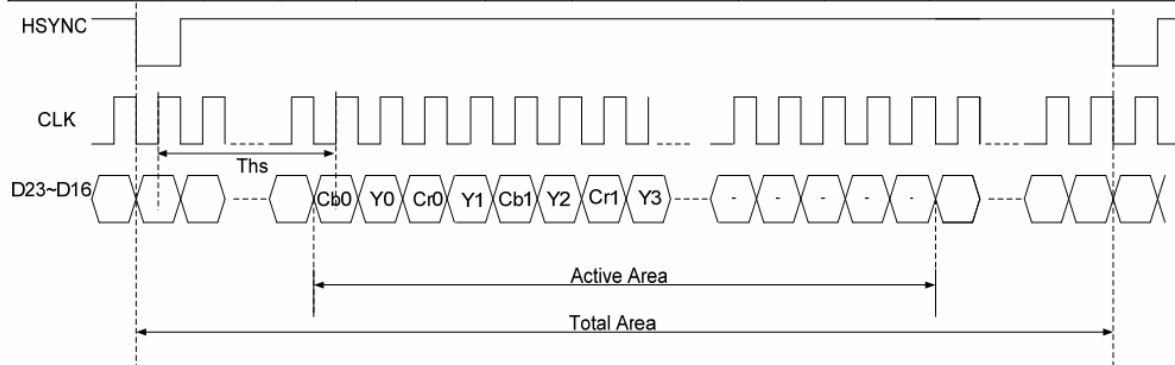 HSYNC
CLK
Ths
D23~D16 Cb0 Y0 Cr0 Y1 Cb1 Y2 Cr1 Y3 - - - - -
Active Area
Total Area